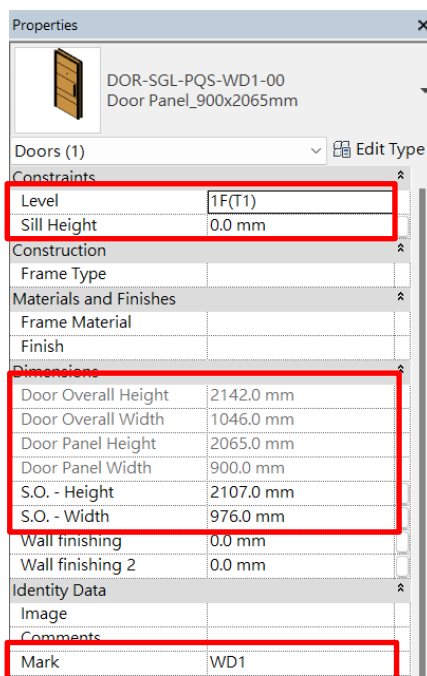 Properties
DOR-SGL-PQS-WD1-00
Door Panel_900x2065mm
Doors (1) Edit Type
Constraints
Level 1F(T1)
Sill Height 0.0 mm
Construction
Frame Type
Materials and Finishes
Frame Material
Finish
Dimensions
Door Overall Height 2142.0 mm
Door Overall Width 1046.0 mm
Door Panel Height 2065.0 mm
Door Panel Width 900.0 mm
S.O. - Height 2107.0 mm
S.O. - Width 976.0 mm
Wall finishing 0.0 mm
Wall finishing 2 0.0 mm
Identity Data
Image
Comments
Mark WD1